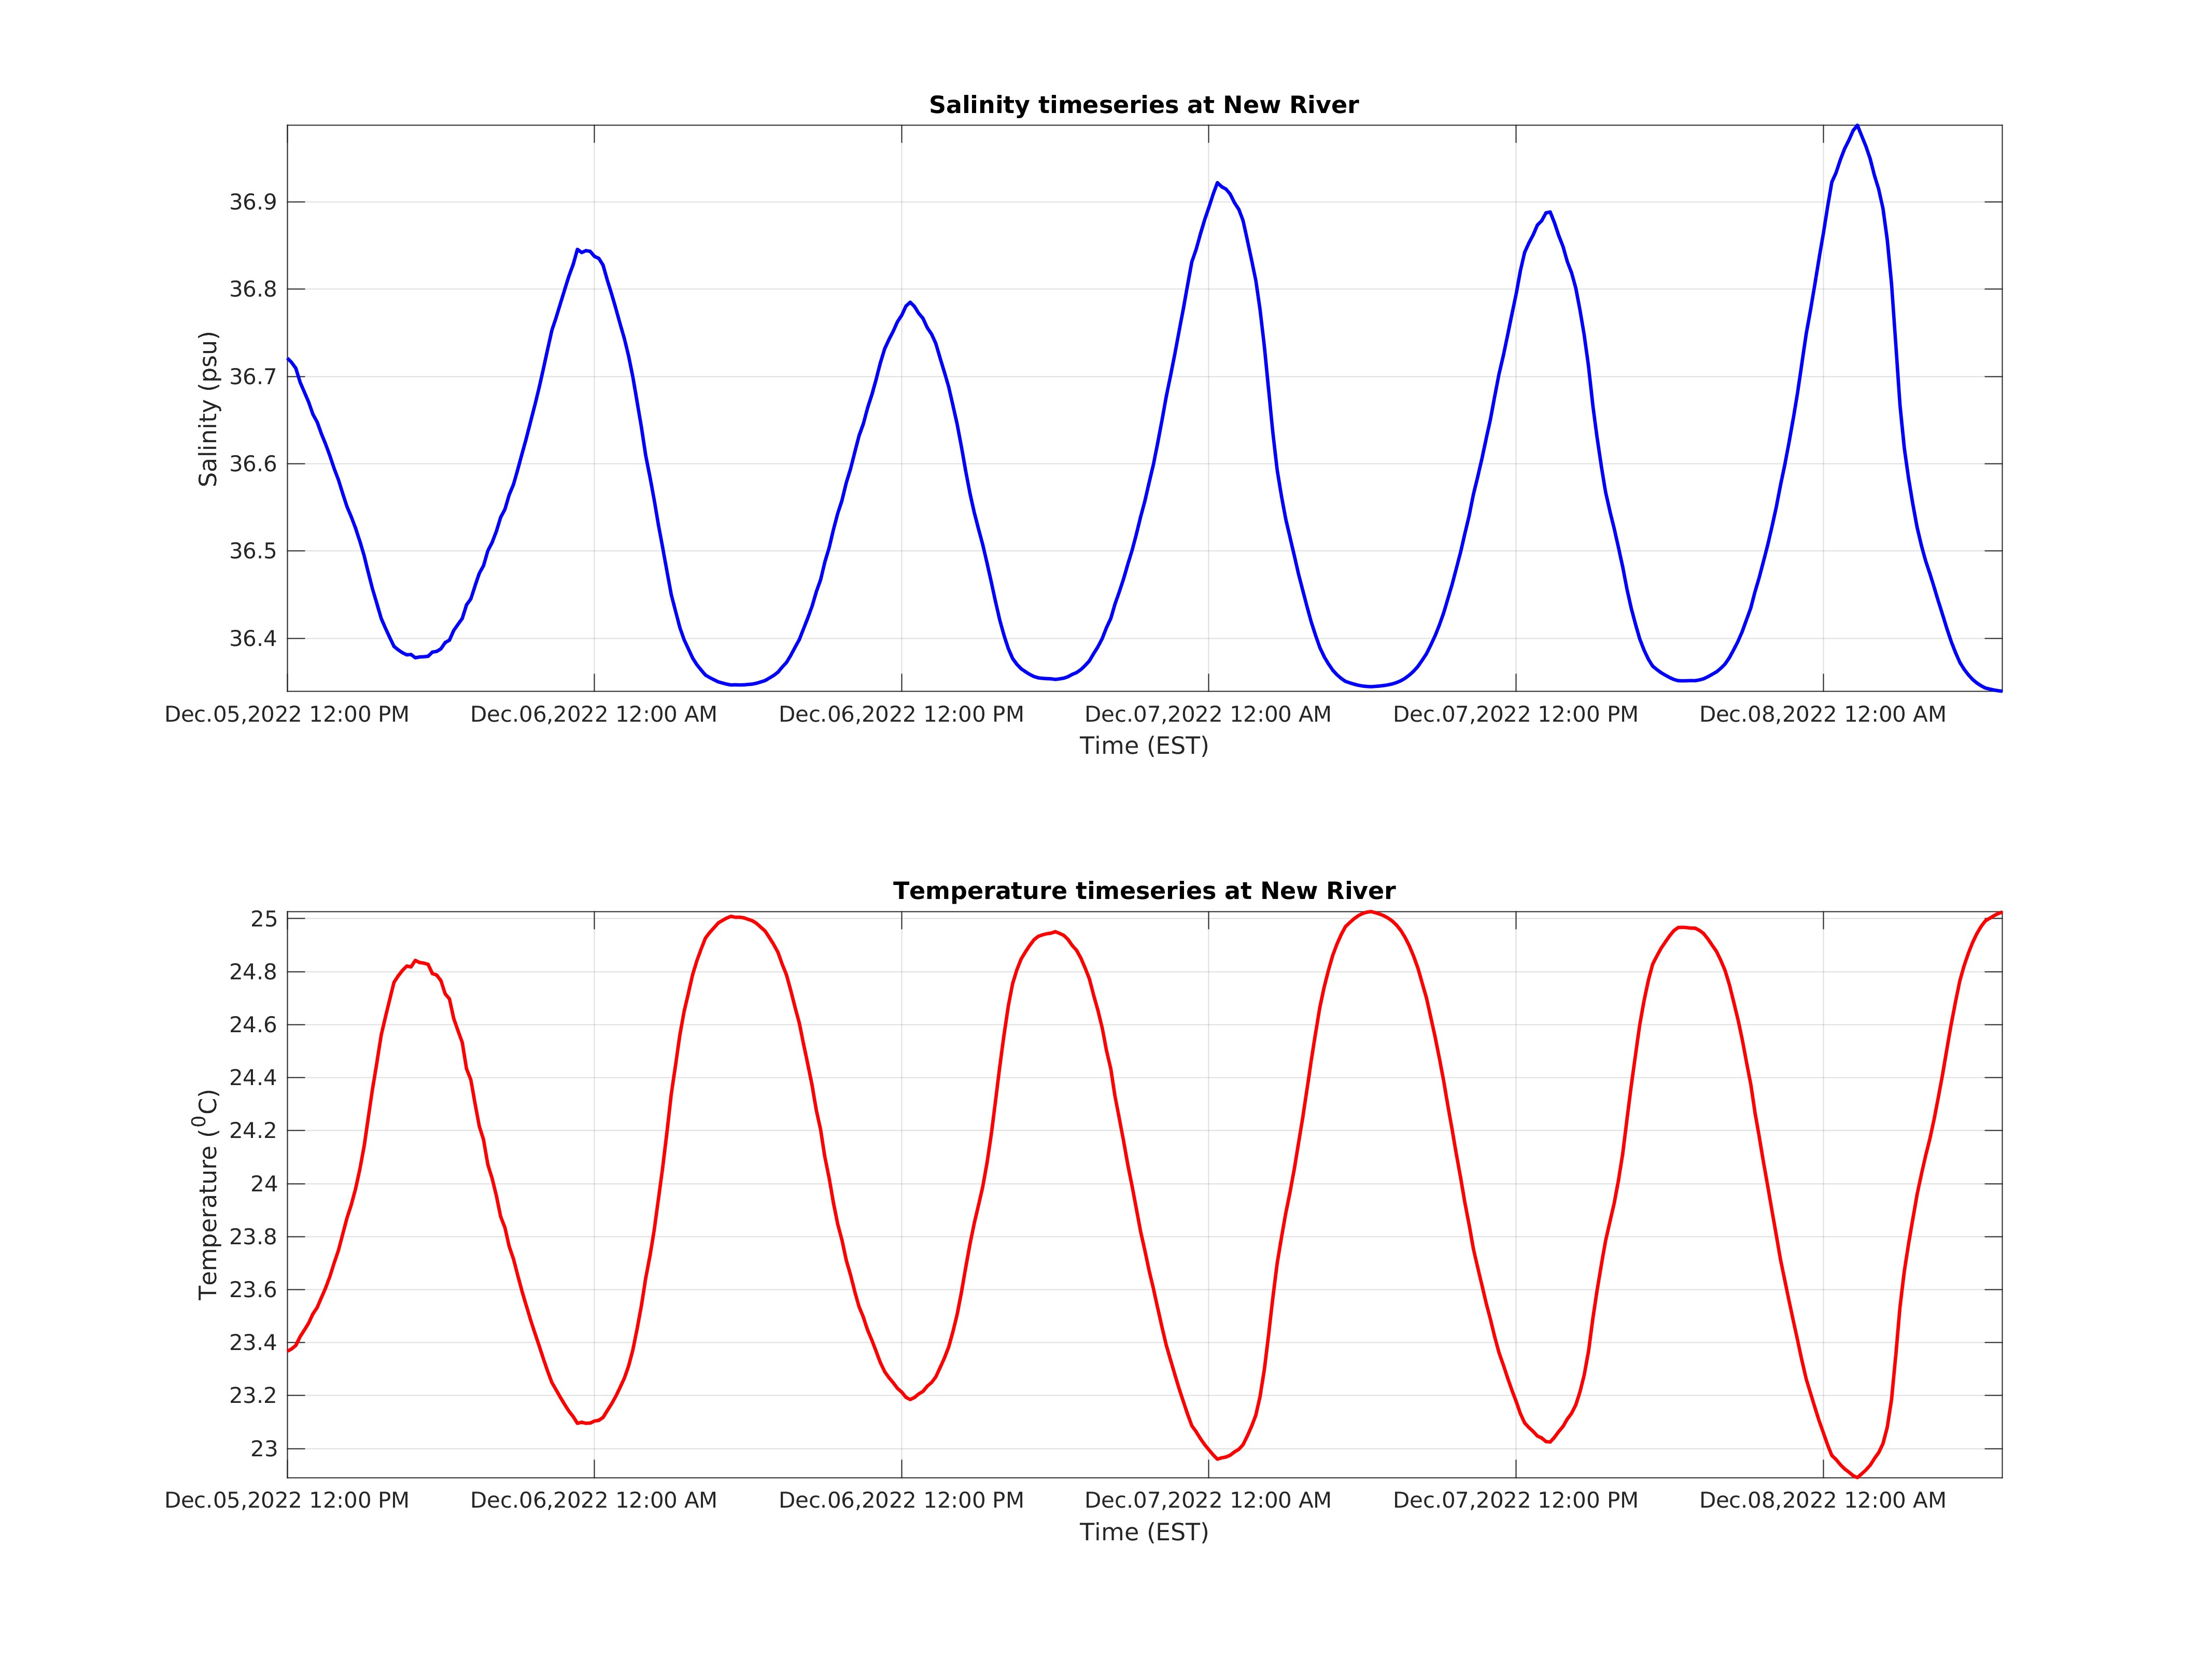 Salinity timeseries at New River
Salinity (psu)
36.9
36.8
36.7
36.6
36.5
36.4
Dec.05,2022 12:00 PM Dec.06,2022 12:00 AM Dec.06,2022 12:00 PM Dec.07,2022 12:00 AM Dec.07,2022 12:00 PM Dec.08,2022 12:00 AM
Time (EST)
Temperature timeseries at New River
Temperature (⁰C)
25
24.8
24.6
24.4
24.2
24
23.8
23.6
23.4
23.2
23
Dec.05,2022 12:00 PM Dec.06,2022 12:00 AM Dec.06,2022 12:00 PM Dec.07,2022 12:00 AM Dec.07,2022 12:00 PM Dec.08,2022 12:00 AM
Time (EST)